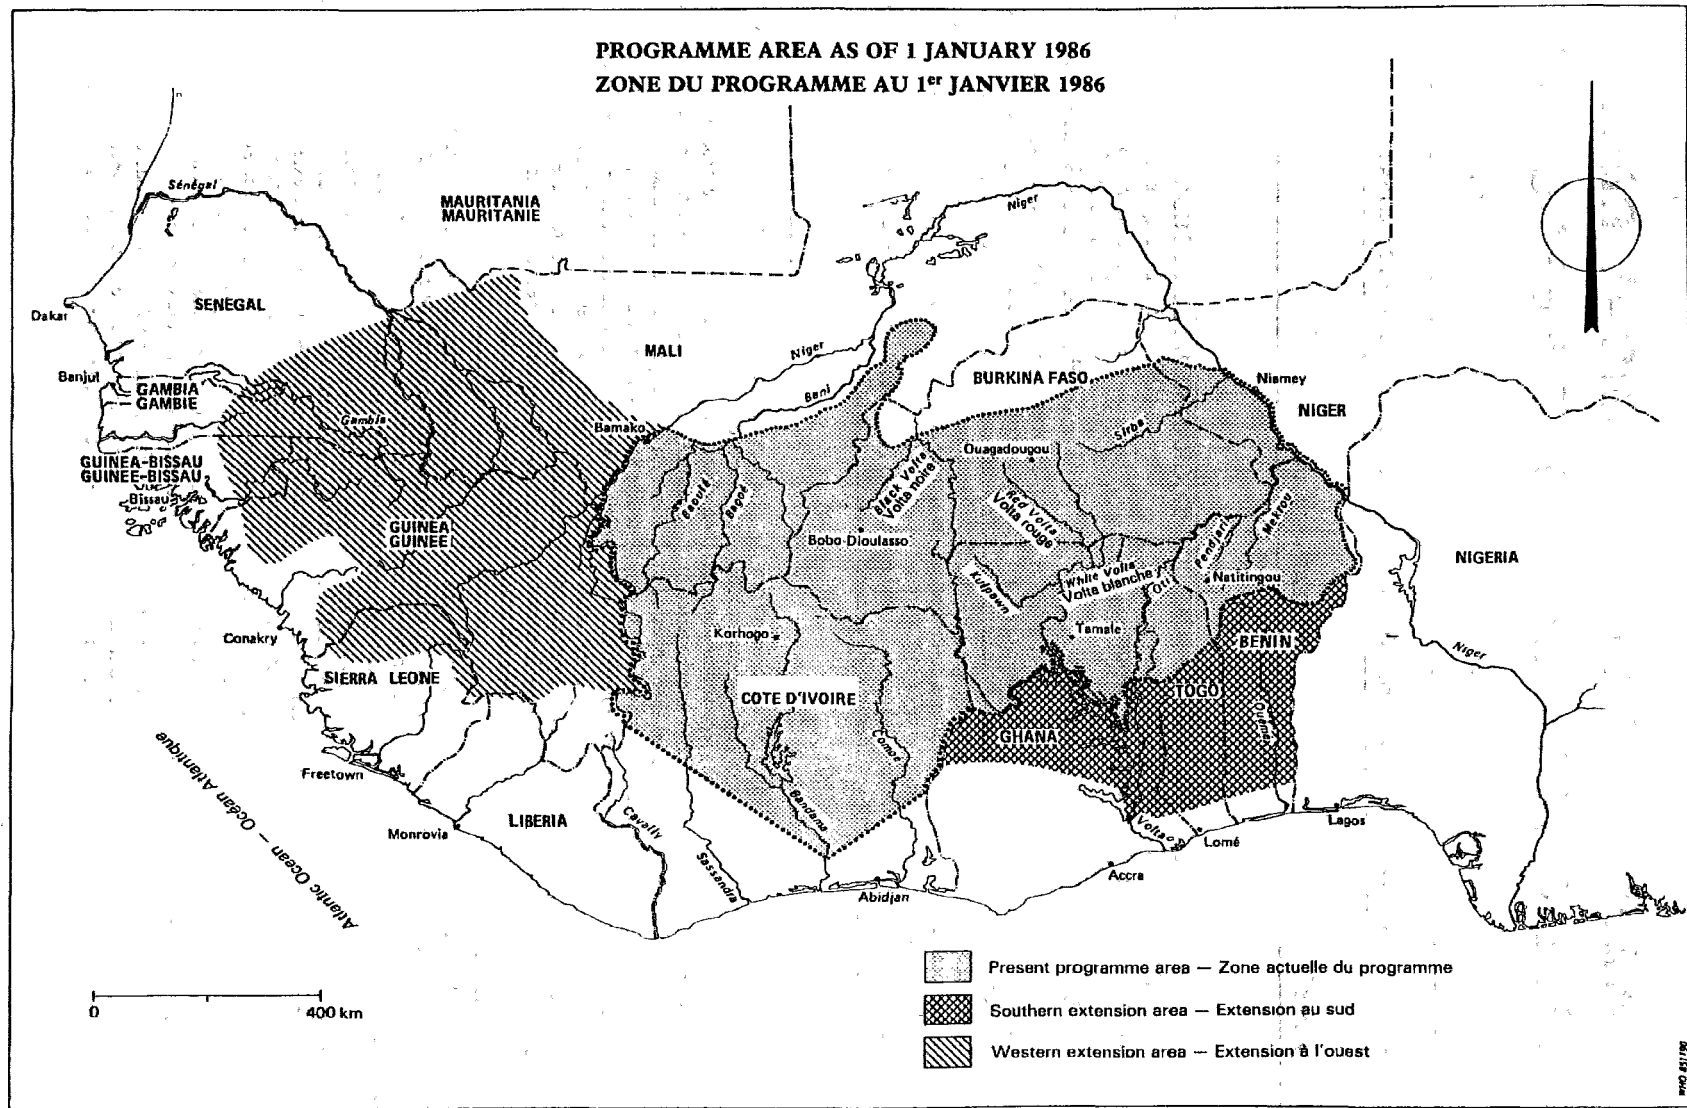 PROGRAMME AREA AS OF 1 JANUARY 1986
ZONE DU PROGRAMME AU 1er JANVIER 1986
Sénégal
MAURITANIA
MAURITANIE
Niger
SENEGAL
Dakar
MALI
Niger
Bani
BURKINA FASO
Niamey
NIGER
Banjul
GAMBIA
GAMBIE
Gambie
Bamako
Sirba
Ouagadougou
GUINEA-BISSAU
GUINEE-BISSAU
Bissau
Baoulé
Bagoé
Black Volta
Volta noire
Red Volta
Volta rouge
Mekrou
Pendjari
GUINEA
GUINEE
Bobo-Dioulasso
NIGERIA
Kulpawn
White Volta
Volta blanche
Oti
Natitingou
Conakry
Korhogo
Tamale
BENIN
Niger
SIERRA LEONE
COTE D'IVOIRE
TOGO
Ouémé
GHANA
Comoé
Freetown
Bandama
LIBERIA
Monrovia
Cavally
Sassandra
Volta
Lomé
Lagos
Accra
Abidjan
Atlantic Ocean – Océan Atlantique
Present programme area – Zone actuelle du programme
Southern extension area – Extension au sud
Western extension area – Extension à l'ouest
0 400 km
WHO 851190